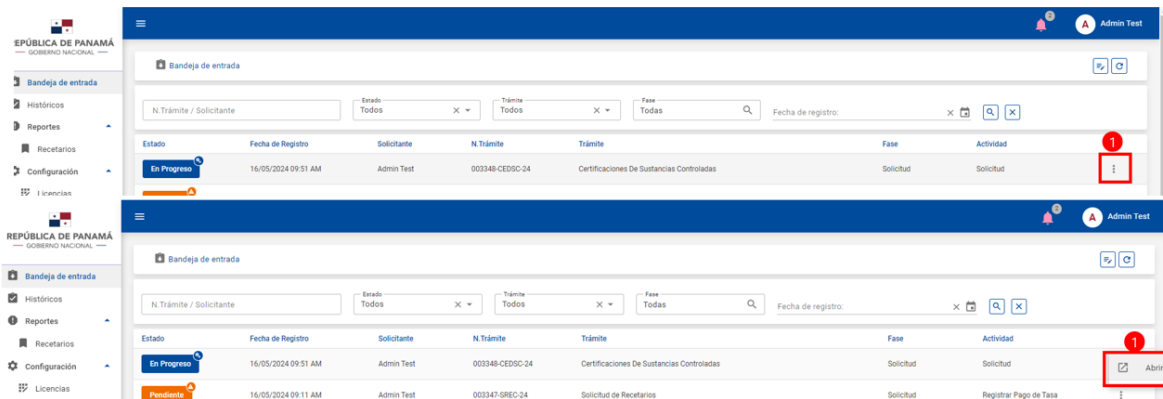 0
A Admin Test
EPÚBLICA DE PANAMÁ
GOBIERNO NACIONAL
Bandeja de entrada
Bandeja de entrada
Históricos
N.Trámite / Solicitante
Estado
Todos
Trámite
Todos
Fase
Todas
Fecha de registro:
Reportes
Recetarios
Estado Fecha de Registro Solicitante N.Trámite Trámite Fase Actividad
1
Configuración
En Progreso 16/05/2024 09:51 AM Admin Test 003348-CEDSC-24 Certificaciones De Sustancias Controladas Solicitud Solicitud
Licencias
0
A Admin Test
REPÚBLICA DE PANAMÁ
GOBIERNO NACIONAL
Bandeja de entrada
Bandeja de entrada
Históricos
N.Trámite / Solicitante
Estado
Todos
Trámite
Todos
Fase
Todas
Fecha de registro:
Reportes
Recetarios
Estado Fecha de Registro Solicitante N.Trámite Trámite Fase Actividad
1
Configuración
En Progreso 16/05/2024 09:51 AM Admin Test 003348-CEDSC-24 Certificaciones De Sustancias Controladas Solicitud Solicitud
Abrir
Licencias
Pendiente 16/05/2024 09:11 AM Admin Test 003347-SREC-24 Solicitud de Recetarios Solicitud Registrar Pago de Tasa